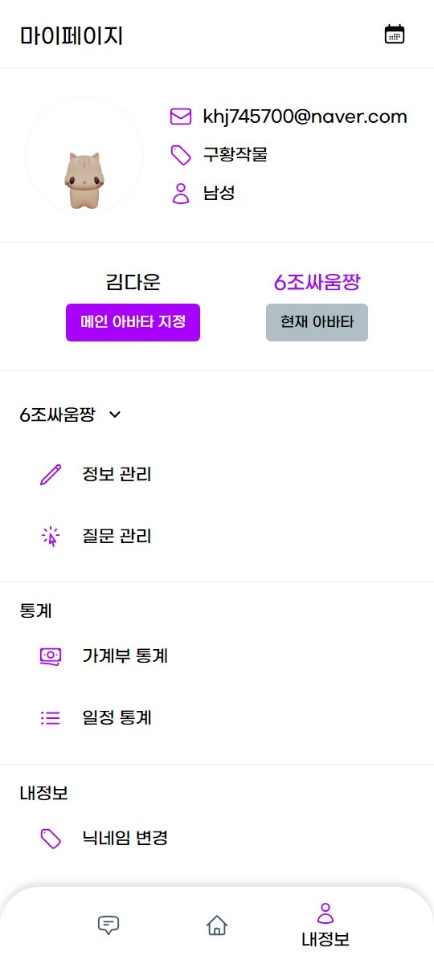 마이페이지
khj745700@naver.com
구황작물
남성
김다운
6조싸움짱
메인 아바타 지정
현재 아바타
6조싸움짱
정보 관리
질문 관리
통계
가계부 통계
일정 통계
내정보
닉네임 변경
내정보